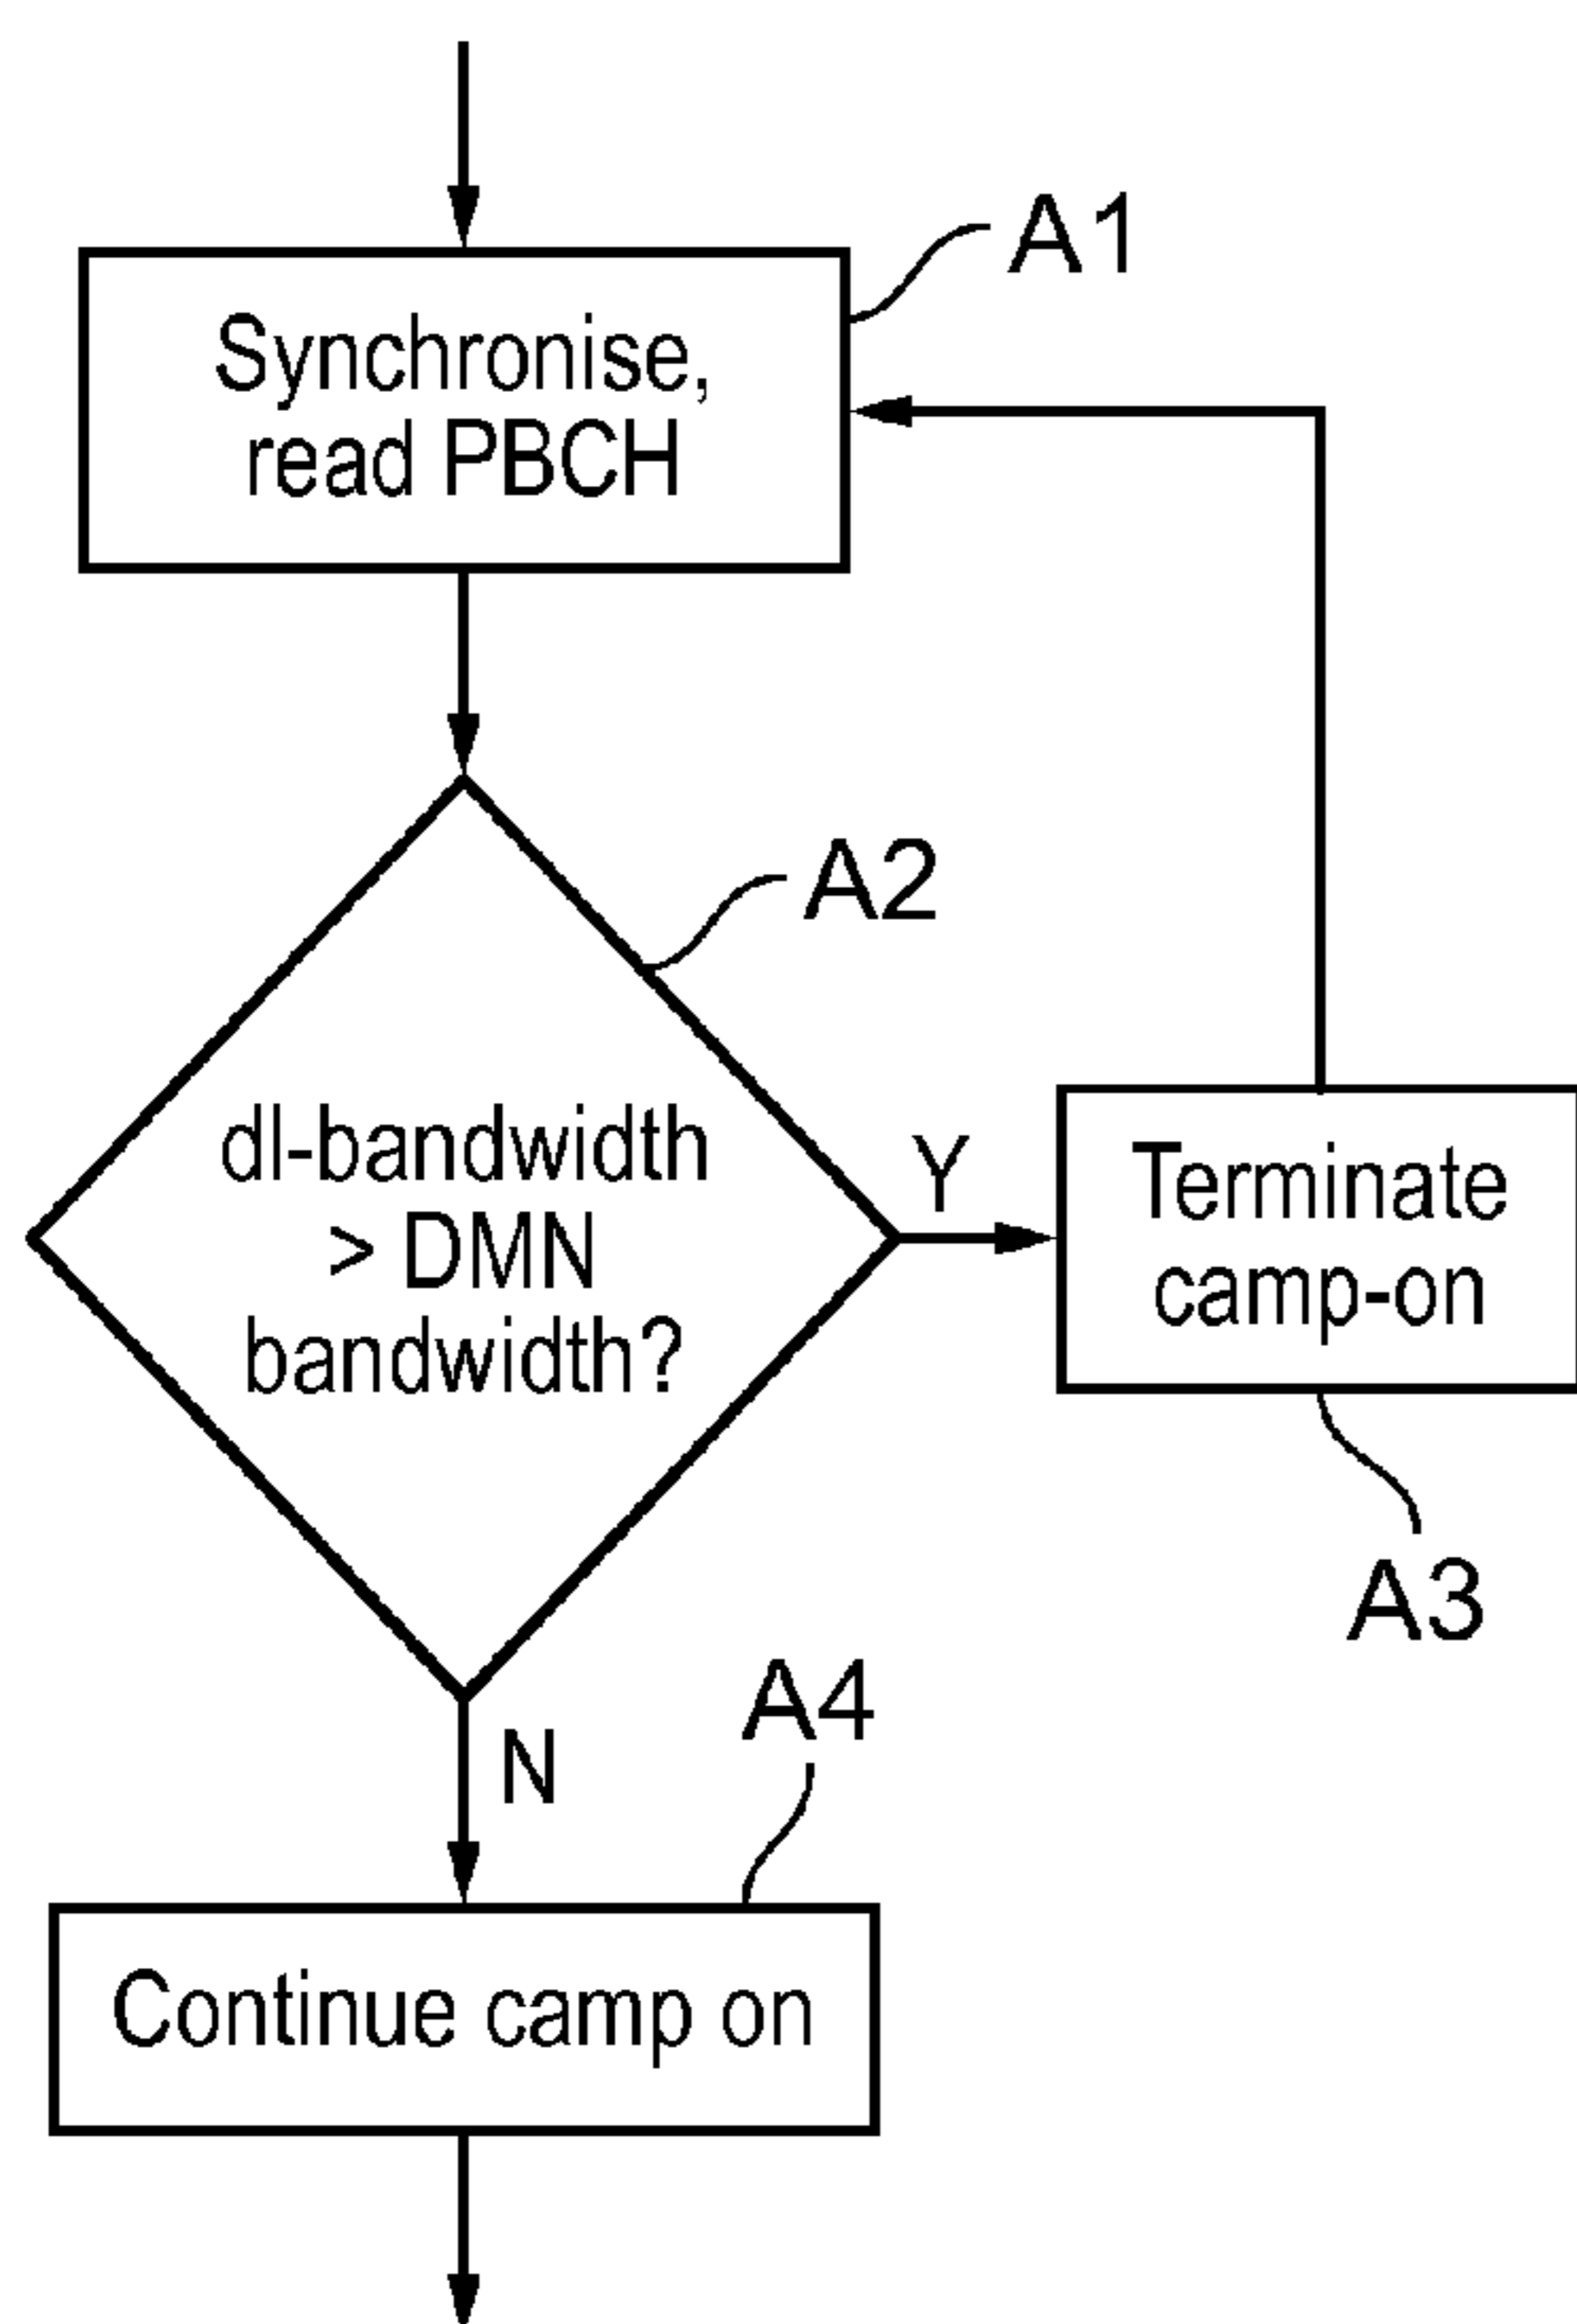 A1
Synchronise,
read PBCH
A2
dl-bandwidth
> DMN
bandwidth?
Y
Terminate
camp-on
A3
A4
N
Continue camp on